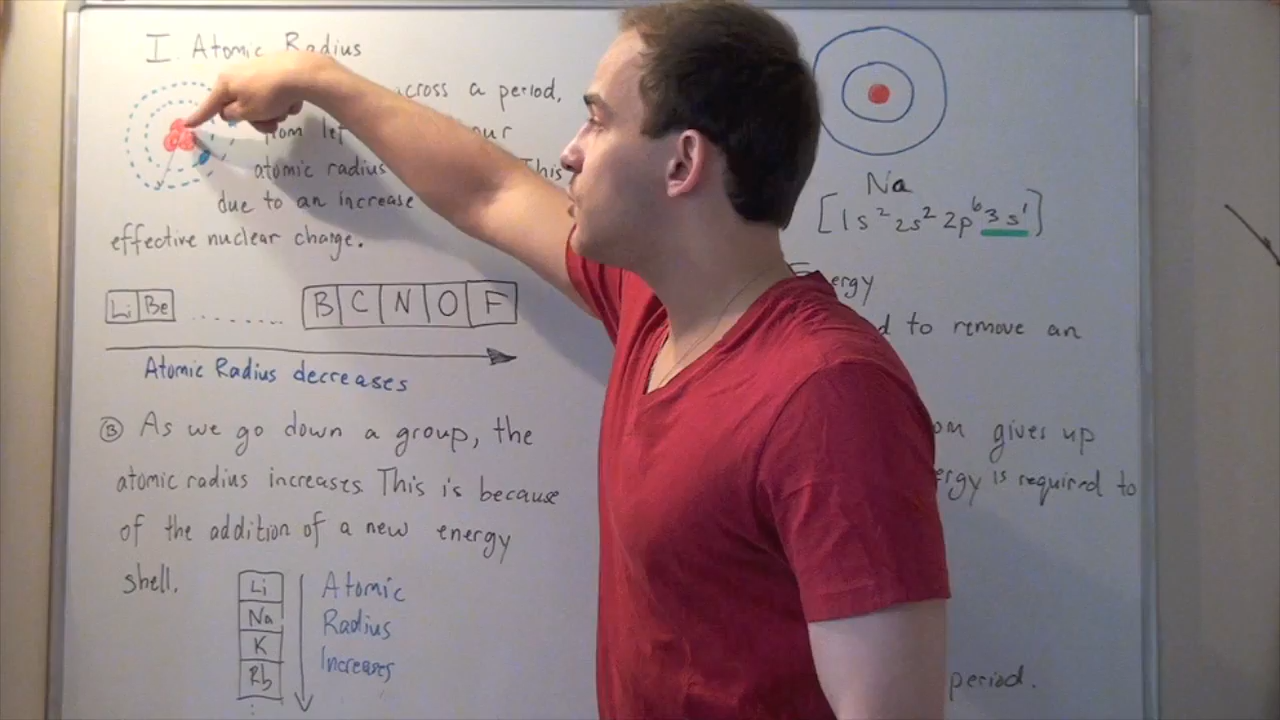 I. Atomic Radius
across a period,
from left our
atomic radius This
due to an increase
effective nuclear charge.
Li Be ........ B C N O F
Atomic Radius decreases
Ⓑ As we go down a group, the
atomic radius increases. This is because
of the addition of a new energy
shell.
Li
Na
K
Rb
Atomic
Radius
Increases
Na
[1s² 2s² 2p⁶ 3s¹]
Energy
to remove an
gives up
is required to
period.